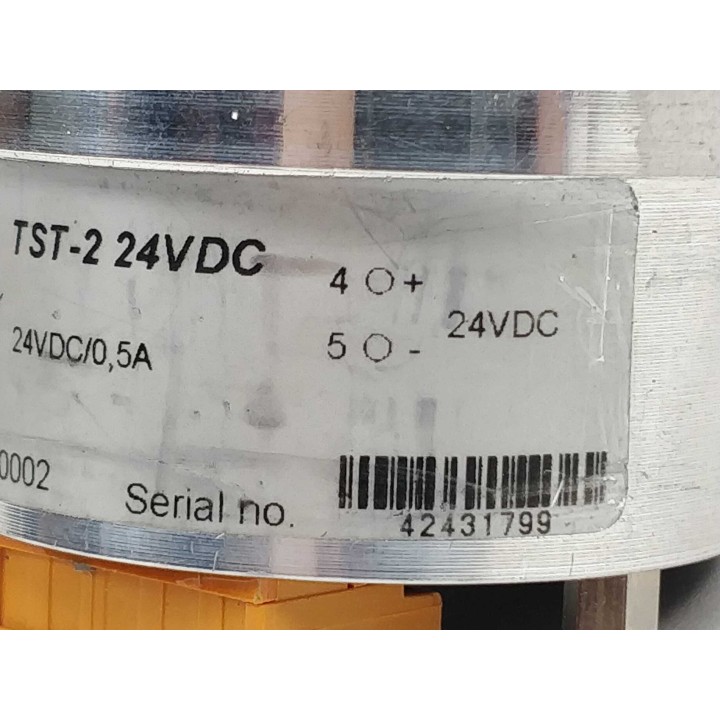 TST-2 24VDC
4 ○ +
24VDC
5 ○ -
24VDC/0,5A
0002
Serial no.
42431799